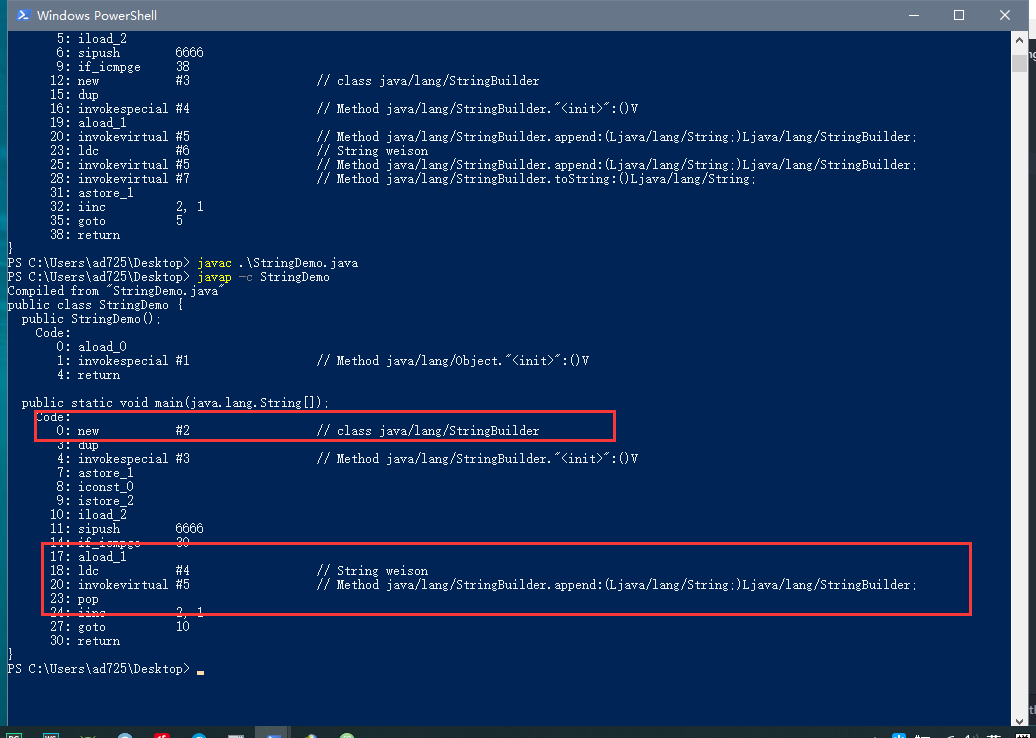 Windows PowerShell
5: iload_2
6: sipush 6666
9: if_icmpge 38
12: new #3 // class java/lang/StringBuilder
15: dup
16: invokespecial #4 // Method java/lang/StringBuilder."<init>":()V
19: aload_1
20: invokevirtual #5 // Method java/lang/StringBuilder.append:(Ljava/lang/String;)Ljava/lang/StringBuilder;
23: ldc #6 // String weison
25: invokevirtual #5 // Method java/lang/StringBuilder.append:(Ljava/lang/String;)Ljava/lang/StringBuilder;
28: invokevirtual #7 // Method java/lang/StringBuilder.toString:()Ljava/lang/String;
31: astore_1
32: iinc 2, 1
35: goto 5
38: return
}
PS C:\Users\ad725\Desktop> javac .\StringDemo.java
PS C:\Users\ad725\Desktop> javap -c StringDemo
Compiled from "StringDemo.java"
public class StringDemo {
public StringDemo();
Code:
0: aload_0
1: invokespecial #1 // Method java/lang/Object."<init>":()V
4: return
public static void main(java.lang.String[]);
Code:
0: new #2 // class java/lang/StringBuilder
3: dup
4: invokespecial #3 // Method java/lang/StringBuilder."<init>":()V
7: astore_1
8: iconst_0
9: istore_2
10: iload_2
11: sipush 6666
14: if_icmpge 30
17: aload_1
18: ldc #4 // String weison
20: invokevirtual #5 // Method java/lang/StringBuilder.append:(Ljava/lang/String;)Ljava/lang/StringBuilder;
23: pop
24: iinc 2, 1
27: goto 10
30: return
}
PS C:\Users\ad725\Desktop>